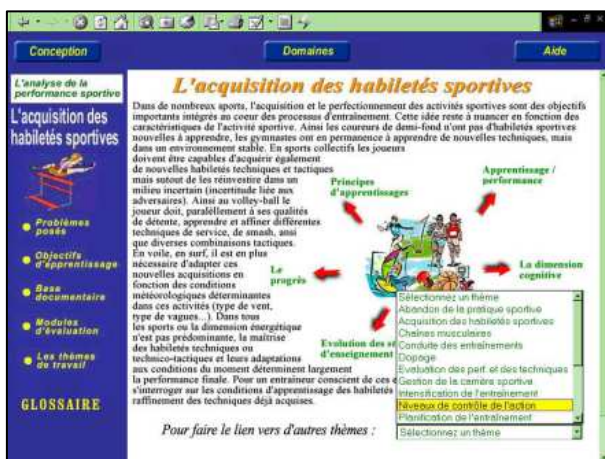 Conception
Domaines
Aide
L'analyse de la
performance sportive
L'acquisition des
habiletés sportives
Problèmes
posés
Objectifs
d'apprentissage
Base
documentaire
Modules
d'évaluation
Les thèmes
de travail
GLOSSAIRE
L'acquisition des habiletés sportives
Dans de nombreux sports, l'acquisition et le perfectionnement des activités sportives sont des objectifs
importants intégrés au coeur des processus d'entraînement. Cette idée reste à nuancer en fonction des
caractéristiques de l'activité sportive. Ainsi les coureurs de demi-fond n'ont pas d'habiletés sportives
nouvelles à apprendre, les gymnastes ont en permanence à apprendre de nouvelles techniques, mais
dans un environnement stable. En sports collectifs les joueurs
doivent être capables d'acquérir également
de nouvelles habiletés techniques et tactiques
mais sutout de les réinvestire dans un
milieu incertain (incertitude liée aux
adversaires). Ainsi au volley-ball le
joueur doit, parallèlement à ses qualités
de détente, apprendre et affiner différentes
techniques de service, de smash, ansi
que diverses combinaisons tactiques.
En voile, en surf, il est en plus
nécessaire d'adapter ces
nouvelles acquisitions en
fonction des conditions
météorologiques déterminantes
dans ces activités (type de vent,
type de vagues...). Dans tous
les sports ou la dimension énergétique
n'est pas prédominante, la maîtrise
des habiletés techniques ou
technico-tactiques et leurs adaptations
aux conditions du moment déterminent largement
la performance finale. Pour un entraîneur conscient de ces
s'interroger sur les conditions d'apprentissage des habiletés
raffinement des techniques déjà acquises.
Principes
d'apprentissages
Apprentissage /
performance
Le
progrès
La dimension
cognitive
Evolution des
d'enseignement
Sélectionnez un thème
Abandon de la pratique sportive
Acquisition des habiletés sportives
Chaînes musculaires
Conduite des entraînements
Dopage
Evaluation des perf. et des techniques
Gestion de la carrière sportive
Intensification de l'entraînement
Niveaux de contrôle de l'action
Planification de l'entraînement
Pour faire le lien vers d'autres thèmes :
Sélectionnez un thème